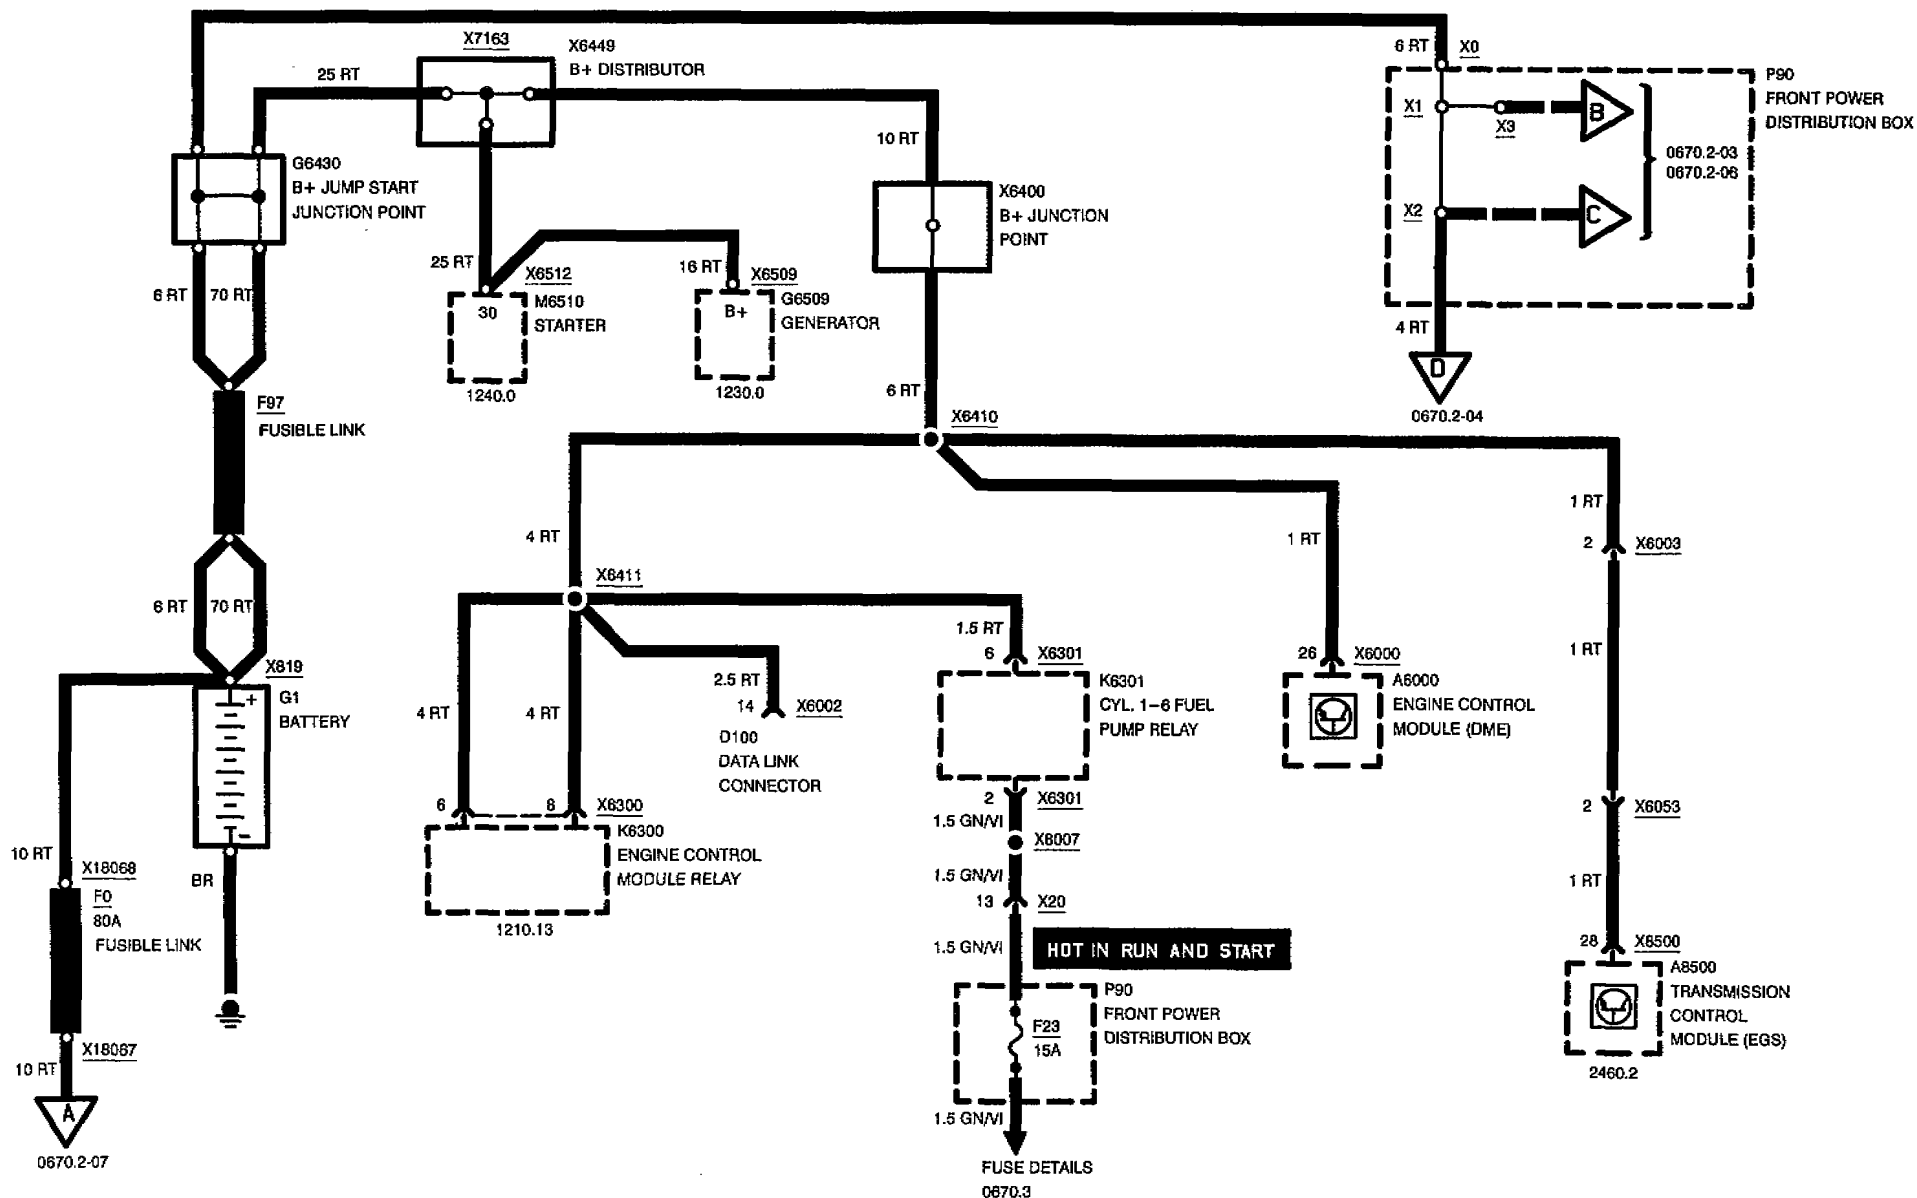 X7163
X6449
B+ DISTRIBUTOR
25 RT
6 RT
X0
P90
FRONT POWER
DISTRIBUTION BOX
X1
X3
B
0670.2-03
0670.2-06
X2
C
4 RT
D
0670.2-04
G6430
B+ JUMP START
JUNCTION POINT
10 RT
X6400
B+ JUNCTION
POINT
25 RT
X6512
M6510
STARTER
30
1240.0
16 RT
X6509
G6509
GENERATOR
B+
1230.0
6 RT
70 RT
F97
FUSIBLE LINK
6 RT
X6410
6 RT
70 RT
X819
G1
BATTERY
+
-
BR
10 RT
X18068
F0
80A
FUSIBLE LINK
X18067
10 RT
A
0670.2-07
4 RT
X6411
4 RT
4 RT
2.5 RT
14
X6002
D100
DATA LINK
CONNECTOR
6
8
X6300
K6300
ENGINE CONTROL
MODULE RELAY
1210.13
1.5 RT
6
X6301
K6301
CYL. 1-6 FUEL
PUMP RELAY
2
X6301
1.5 GN/VI
X6007
1.5 GN/VI
13
X20
1.5 GN/VI
HOT IN RUN AND START
P90
FRONT POWER
DISTRIBUTION BOX
F23
15A
1.5 GN/VI
FUSE DETAILS
0670.3
1 RT
26
X6000
A6000
ENGINE CONTROL
MODULE (DME)
1 RT
2
X6003
1 RT
2
X6053
1 RT
28
X8500
A8500
TRANSMISSION
CONTROL
MODULE (EGS)
2460.2